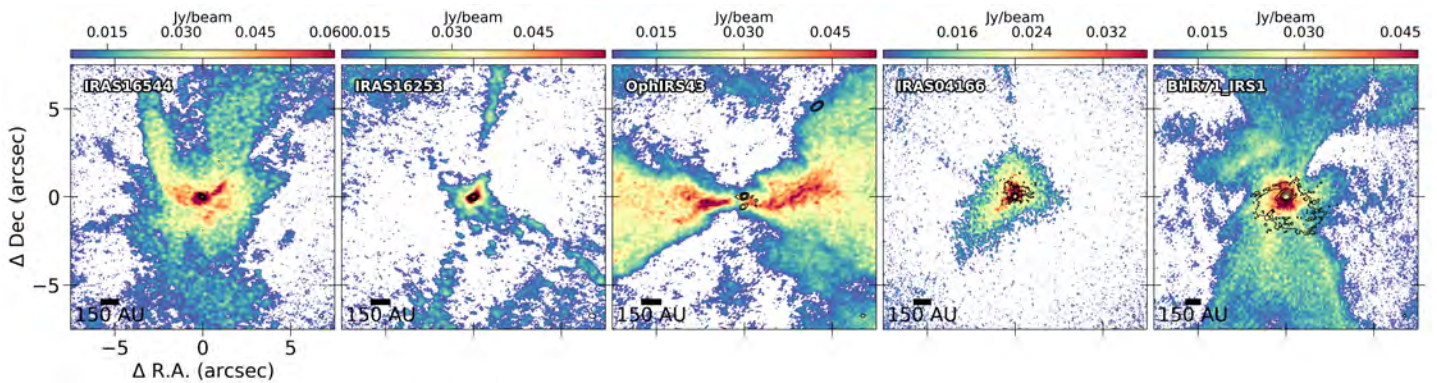 Jy/beam Jy/beam Jy/beam Jy/beam Jy/beam
0.015 0.030 0.045 0.0600.015 0.030 0.045 0.015 0.030 0.045 0.016 0.024 0.032 0.015 0.030 0.045
IRAS16544 IRAS16253 OphIRS43 IRAS04166 BHR71_IRS1
5
0
−5
Δ Dec (arcsec)
150 AU 150 AU 150 AU 150 AU 150 AU
−5 0 5
Δ R.A. (arcsec)